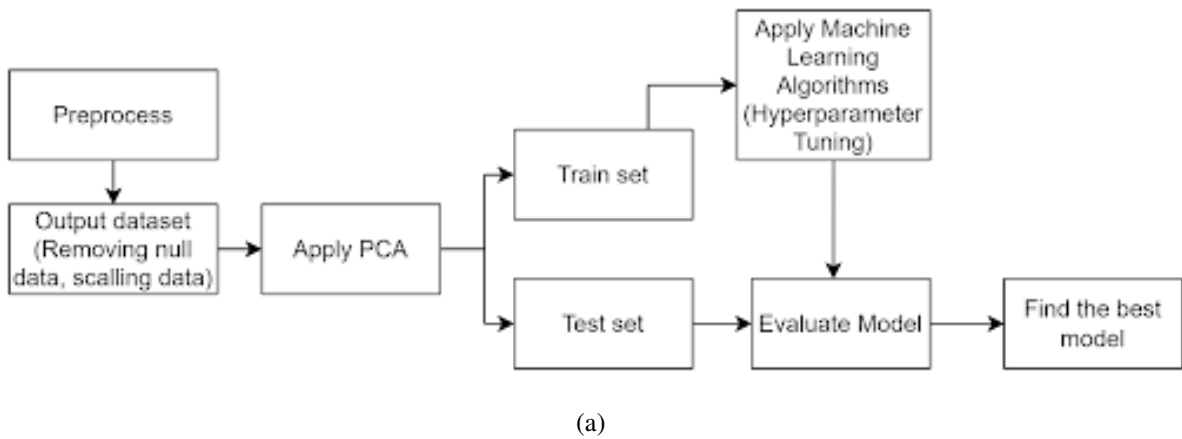 Preprocess
Output dataset
(Removing null
data, scalling data)
Apply PCA
Train set
Test set
Apply Machine
Learning
Algorithms
(Hyperparameter
Tuning)
Evaluate Model
Find the best
model
(a)